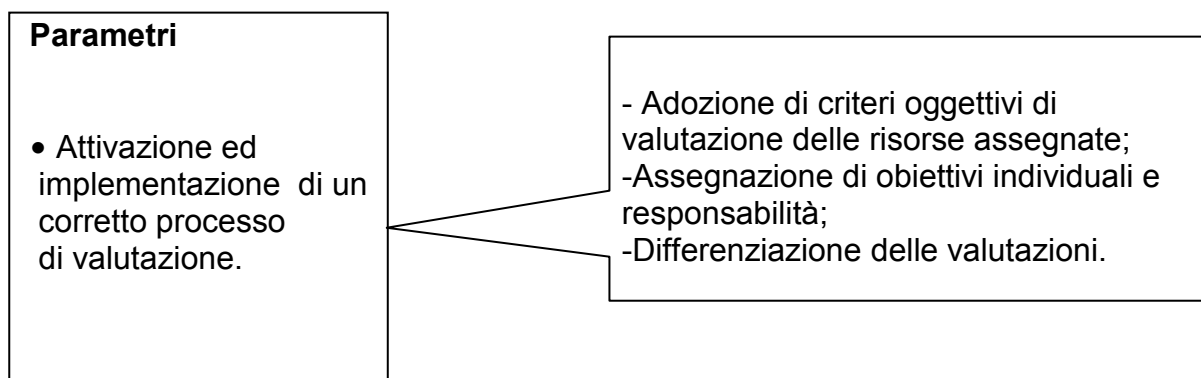 Parametri
• Attivazione ed
implementazione di un
corretto processo
di valutazione.
- Adozione di criteri oggettivi di
valutazione delle risorse assegnate;
-Assegnazione di obiettivi individuali e
responsabilità;
-Differenziazione delle valutazioni.